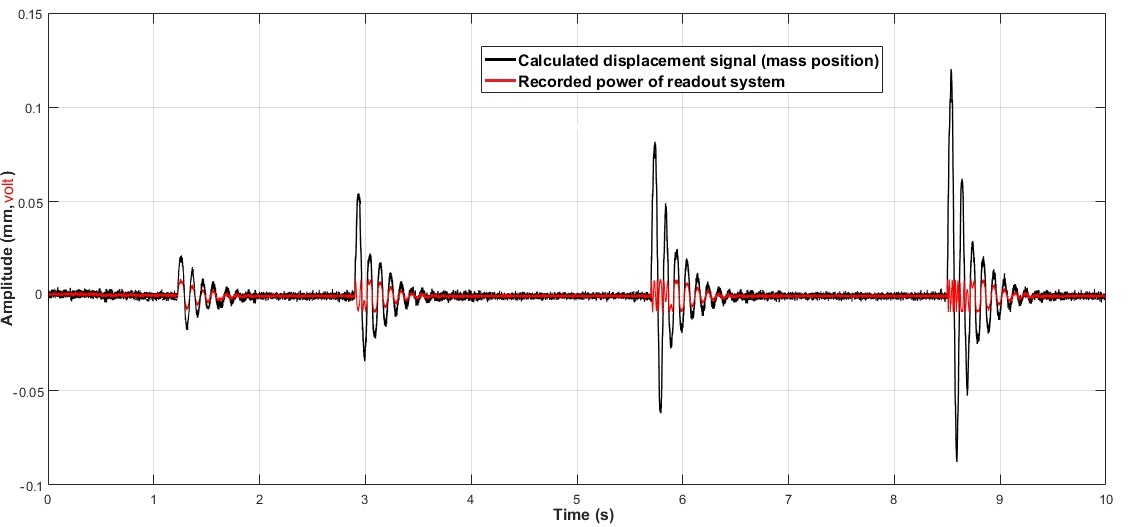 0.15
0.1
0.05
0
-0.05
-0.1
Amplitude (mm, volt)
Calculated displacement signal (mass position)
Recorded power of readout system
0 1 2 3 4 5 6 7 8 9 10
Time (s)